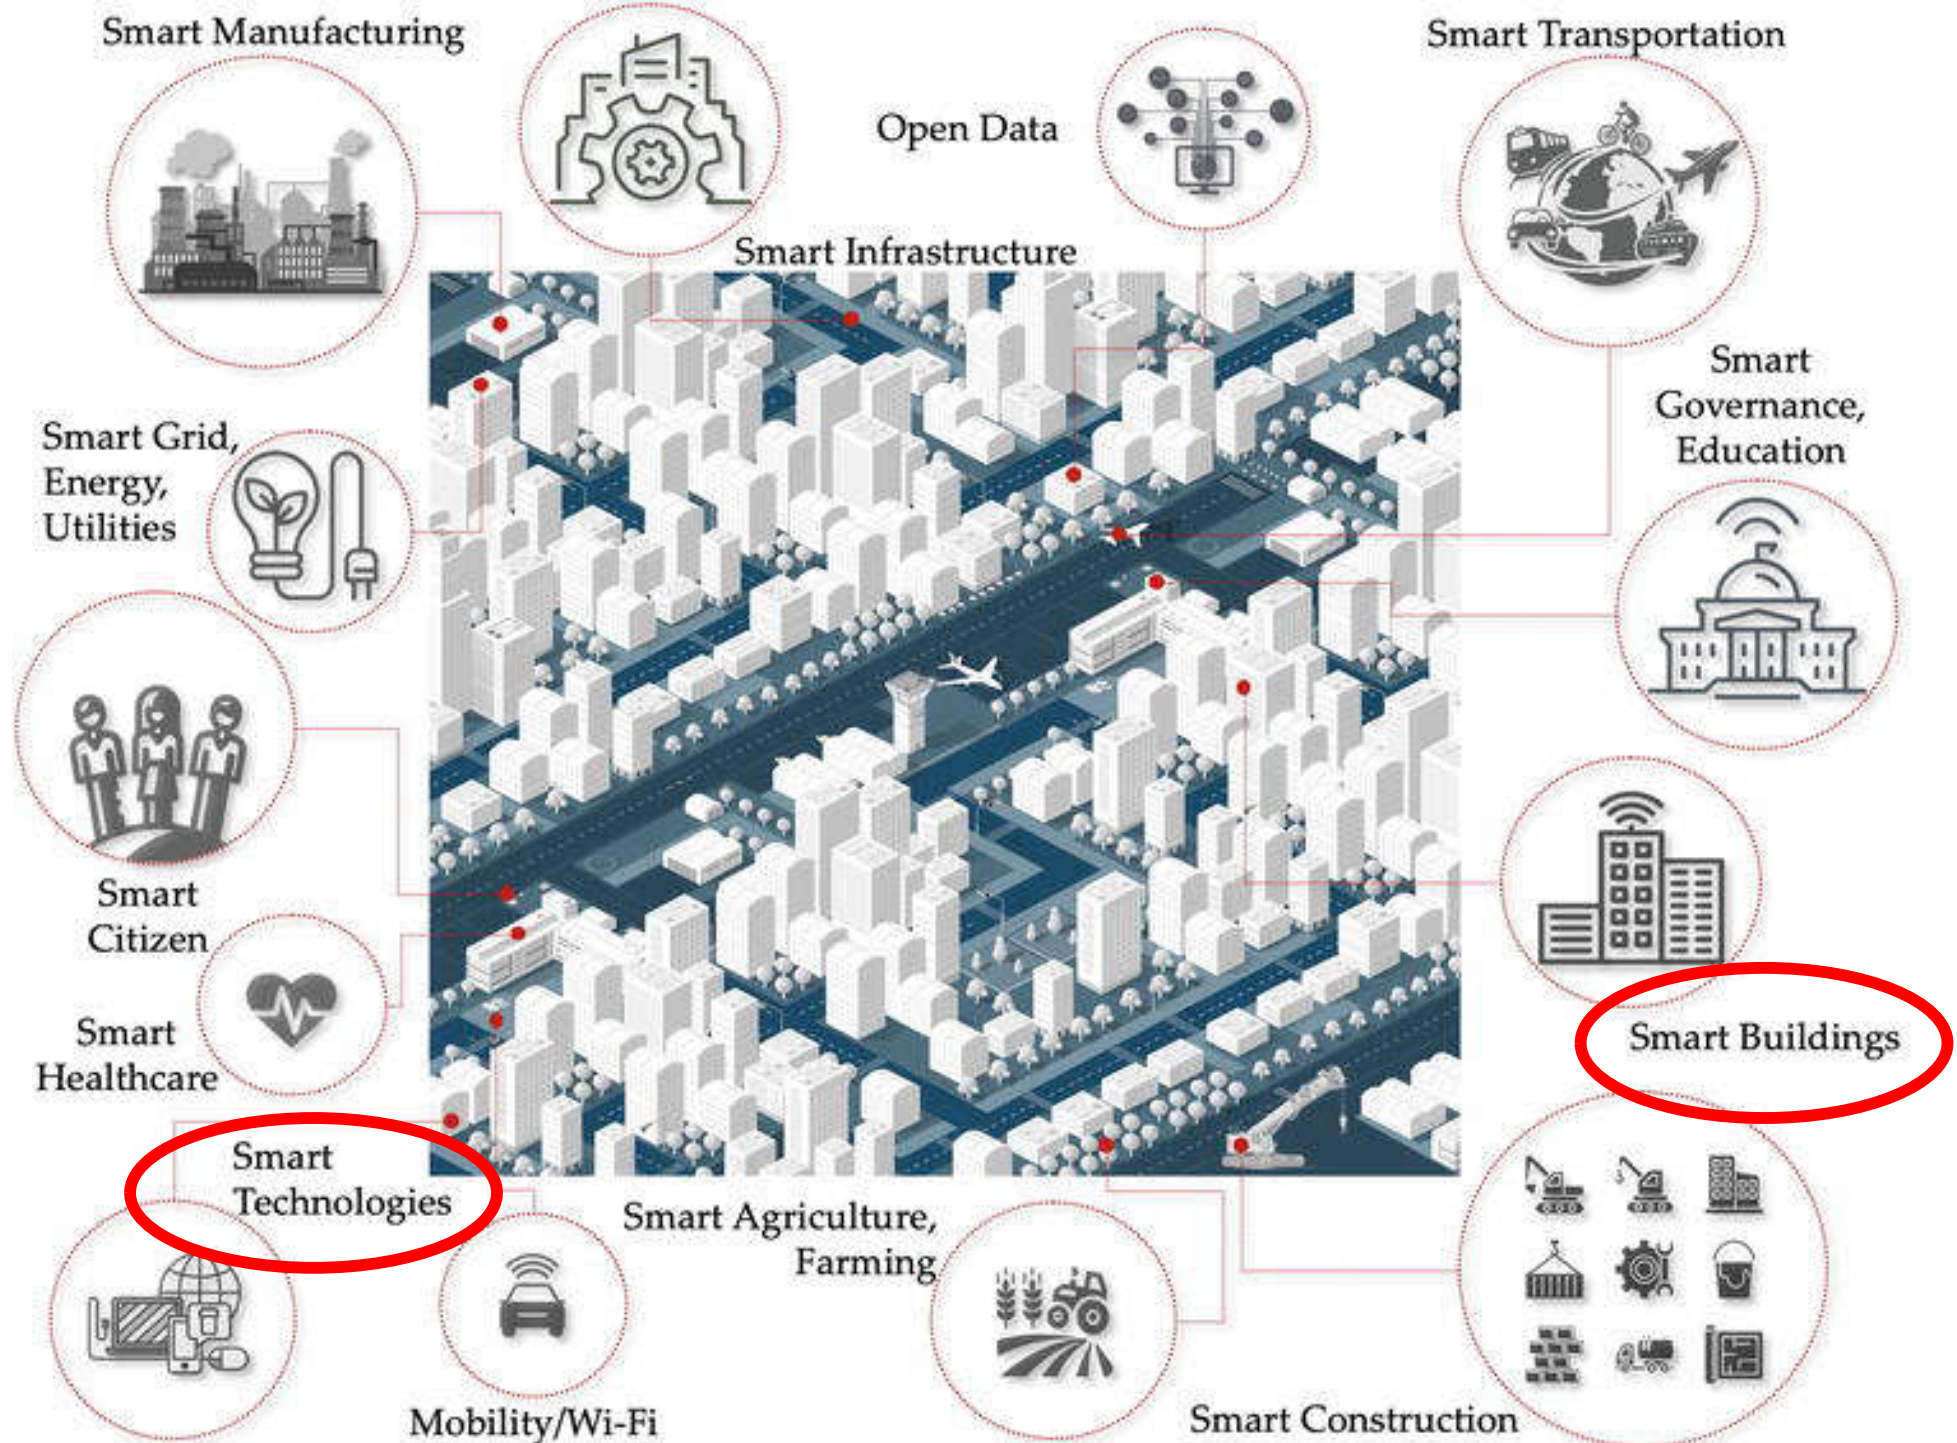 Smart Manufacturing
Smart Transportation
Open Data
Smart Infrastructure
Smart
Governance,
Education
Smart Grid,
Energy,
Utilities
Smart
Citizen
Smart
Healthcare
Smart Buildings
Smart
Technologies
Smart Agriculture,
Farming
Mobility/Wi-Fi
Smart Construction